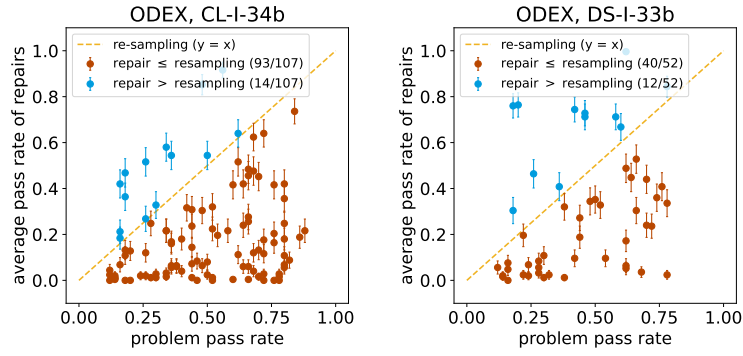 ODEX, CL-I-34b
average pass rate of repairs
1.0
0.8
0.6
0.4
0.2
0.0
re-sampling (y = x)
repair ≤ resampling (93/107)
repair > resampling (14/107)
0.00 0.25 0.50 0.75 1.00
problem pass rate
ODEX, DS-I-33b
average pass rate of repairs
1.0
0.8
0.6
0.4
0.2
0.0
re-sampling (y = x)
repair ≤ resampling (40/52)
repair > resampling (12/52)
0.00 0.25 0.50 0.75 1.00
problem pass rate